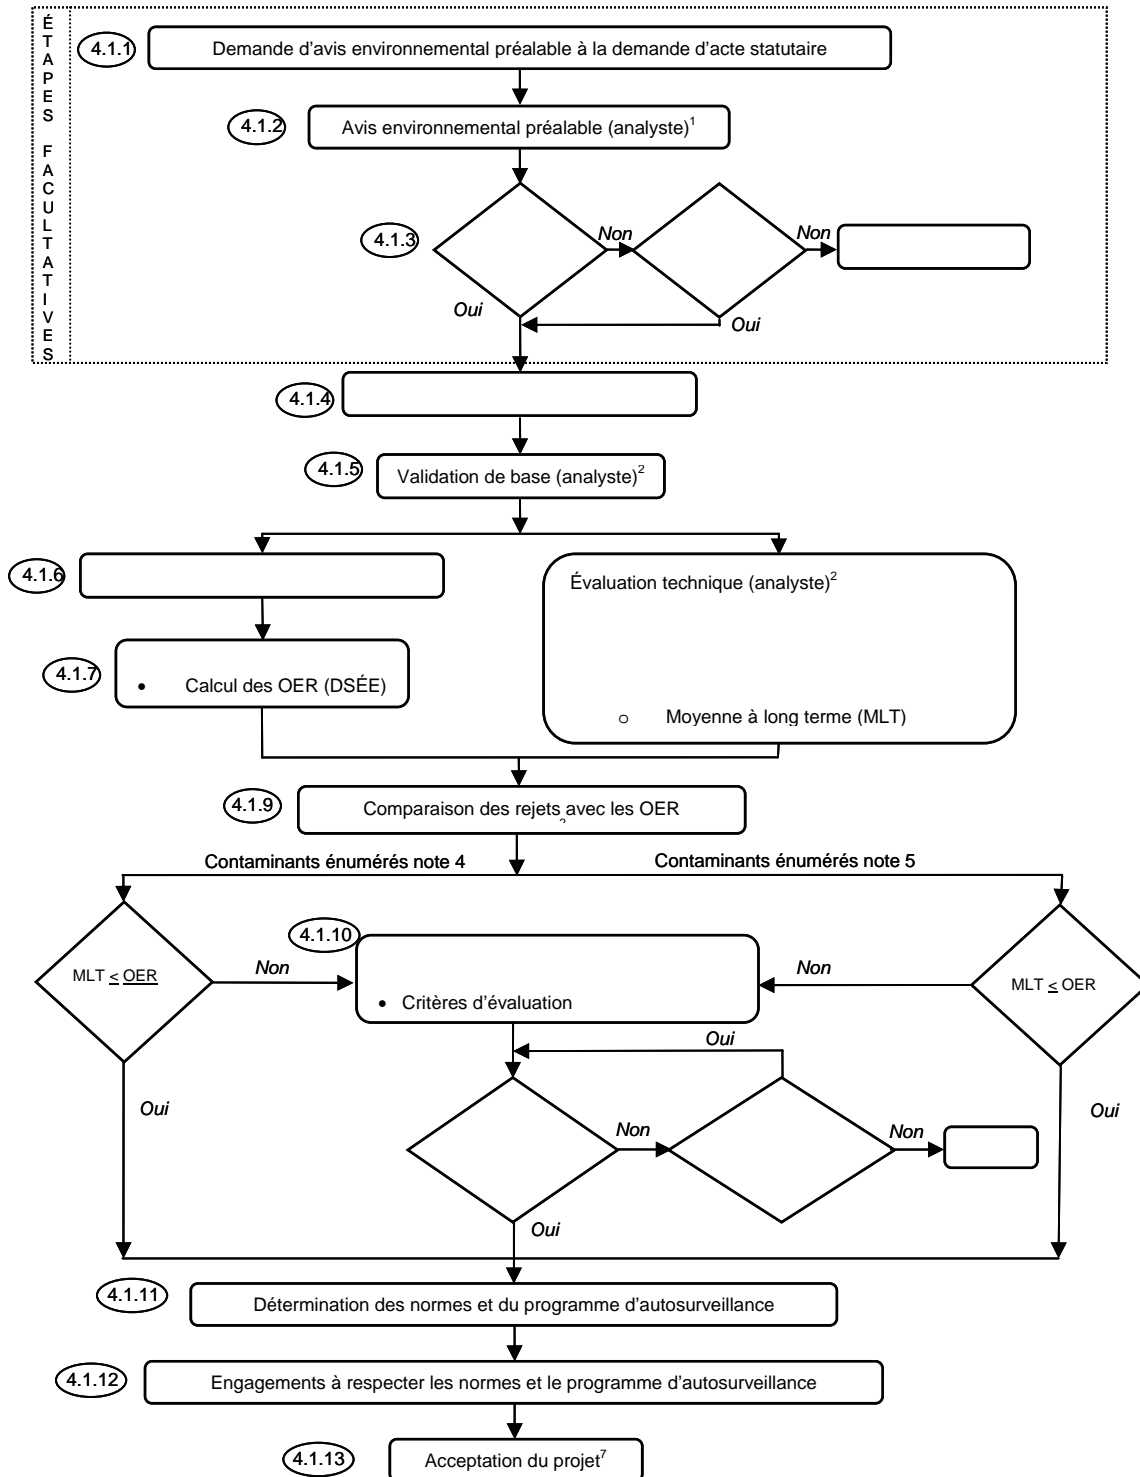 ÉTAPES FACULTATIVES
4.1.1
Demande d'avis environnemental préalable à la demande d'acte statutaire
4.1.2
Avis environnemental préalable (analyste)1
4.1.3
Non
Non
Oui
Oui
4.1.4
4.1.5
Validation de base (analyste)2
4.1.6
Évaluation technique (analyste)2
4.1.7
• Calcul des OER (DSÉE)
o Moyenne à long terme (MLT)
4.1.9
Comparaison des rejets avec les OER
Contaminants énumérés note 4
Contaminants énumérés note 5
4.1.10
MLT ≤ OER
Non
• Critères d'évaluation
Non
MLT ≤ OER
Oui
Oui
Non
Non
Oui
Oui
4.1.11
Détermination des normes et du programme d'autosurveillance
4.1.12
Engagements à respecter les normes et le programme d'autosurveillance
4.1.13
Acceptation du projet7